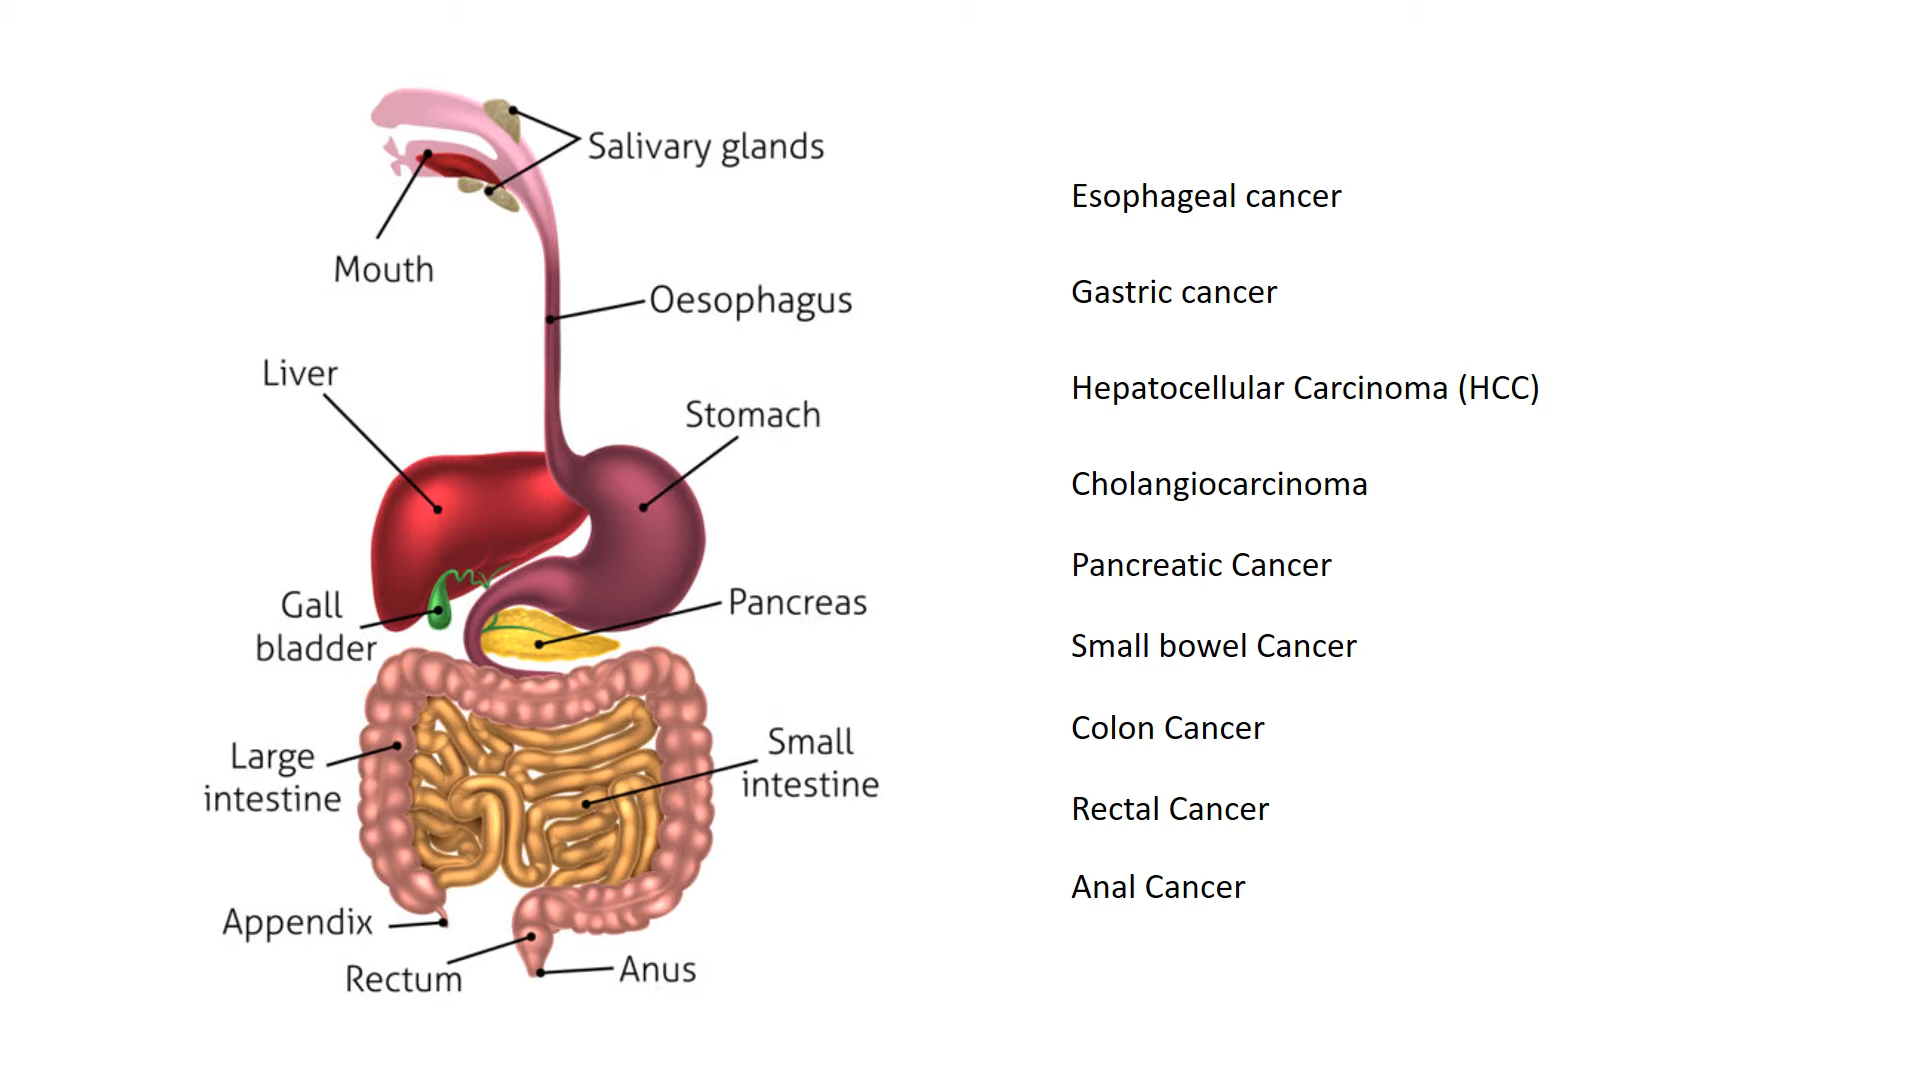 Salivary glands
Mouth
Oesophagus
Liver
Stomach
Gall
bladder
Pancreas
Large
intestine
Small
intestine
Appendix
Rectum
Anus
Esophageal cancer
Gastric cancer
Hepatocellular Carcinoma (HCC)
Cholangiocarcinoma
Pancreatic Cancer
Small bowel Cancer
Colon Cancer
Rectal Cancer
Anal Cancer